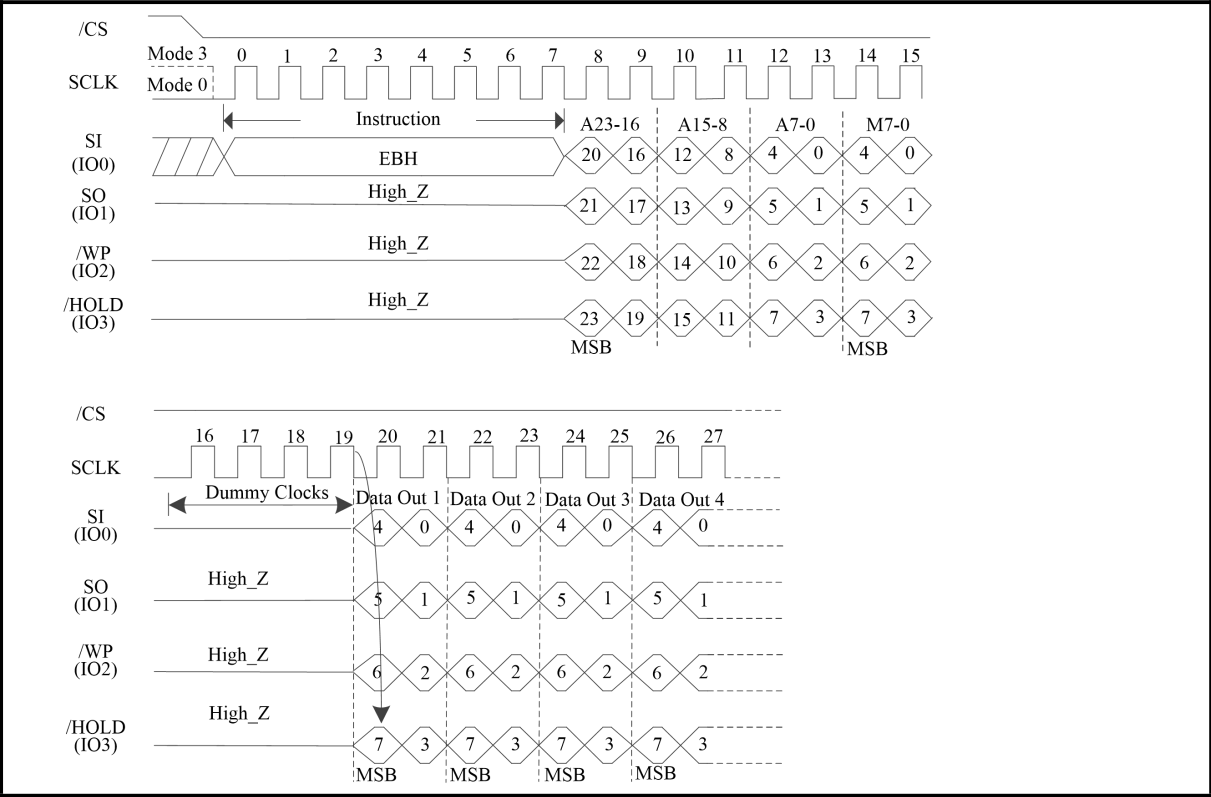 /CS
Mode 3 0 1 2 3 4 5 6 7 8 9 10 11 12 13 14 15
SCLK Mode 0
Instruction A23-16 A15-8 A7-0 M7-0
SI
(IO0) EBH 20 16 12 8 4 0 4 0
SO
(IO1) High_Z 21 17 13 9 5 1 5 1
/WP
(IO2) High_Z 22 18 14 10 6 2 6 2
/HOLD
(IO3) High_Z 23 19 15 11 7 3 7 3
MSB MSB
/CS
16 17 18 19 20 21 22 23 24 25 26 27
SCLK
Dummy Clocks Data Out 1 Data Out 2 Data Out 3 Data Out 4
SI
(IO0) 4 0 4 0 4 0 4 0
SO
(IO1) High_Z 5 1 5 1 5 1 5 1
/WP
(IO2) High_Z 6 2 6 2 6 2 6 2
/HOLD
(IO3) High_Z 7 3 7 3 7 3 7 3
MSB MSB MSB MSB